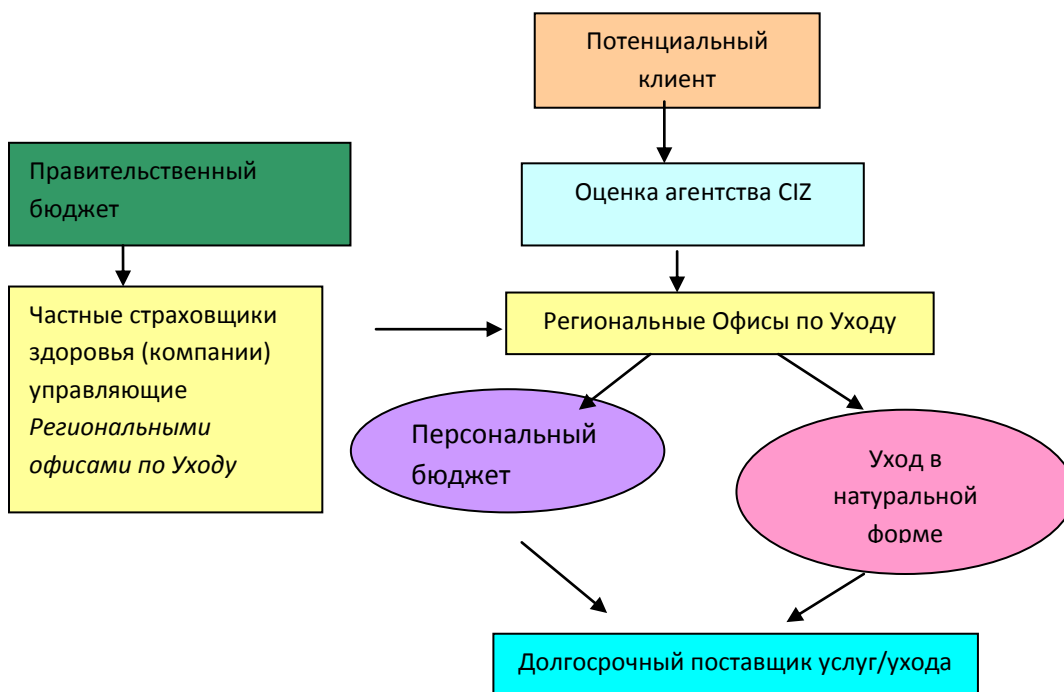 Потенциальный
клиент
Правительственный
бюджет
Оценка агентства CIZ
Частные страховщики
здоровья (компании)
управляющие
Региональными
офисами по Уходу
Региональные Офисы по Уходу
Персональный
бюджет
Уход в
натуральной
форме
Долгосрочный поставщик услуг/ухода